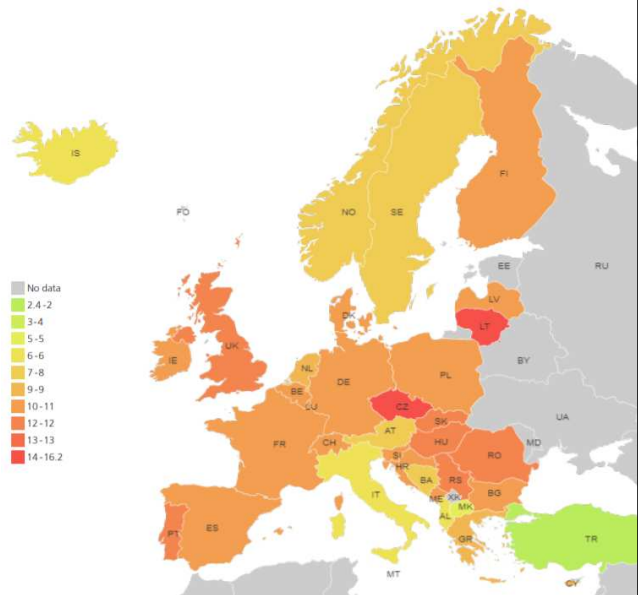 IS
FO
NO
SE
FI
EE
RU
LV
LT
DK
IE
UK
NL
BE
LU
DE
PL
BY
CZ
UA
SK
FR
CH
AT
HU
MD
SI
HR
RO
BA
RS
IT
ME
XK
BG
MK
AL
PT
ES
GR
TR
MT
CY
No data
2.4 -2
3-4
5-5
6-6
7-8
9-9
10-11
12-12
13-13
14-16.2